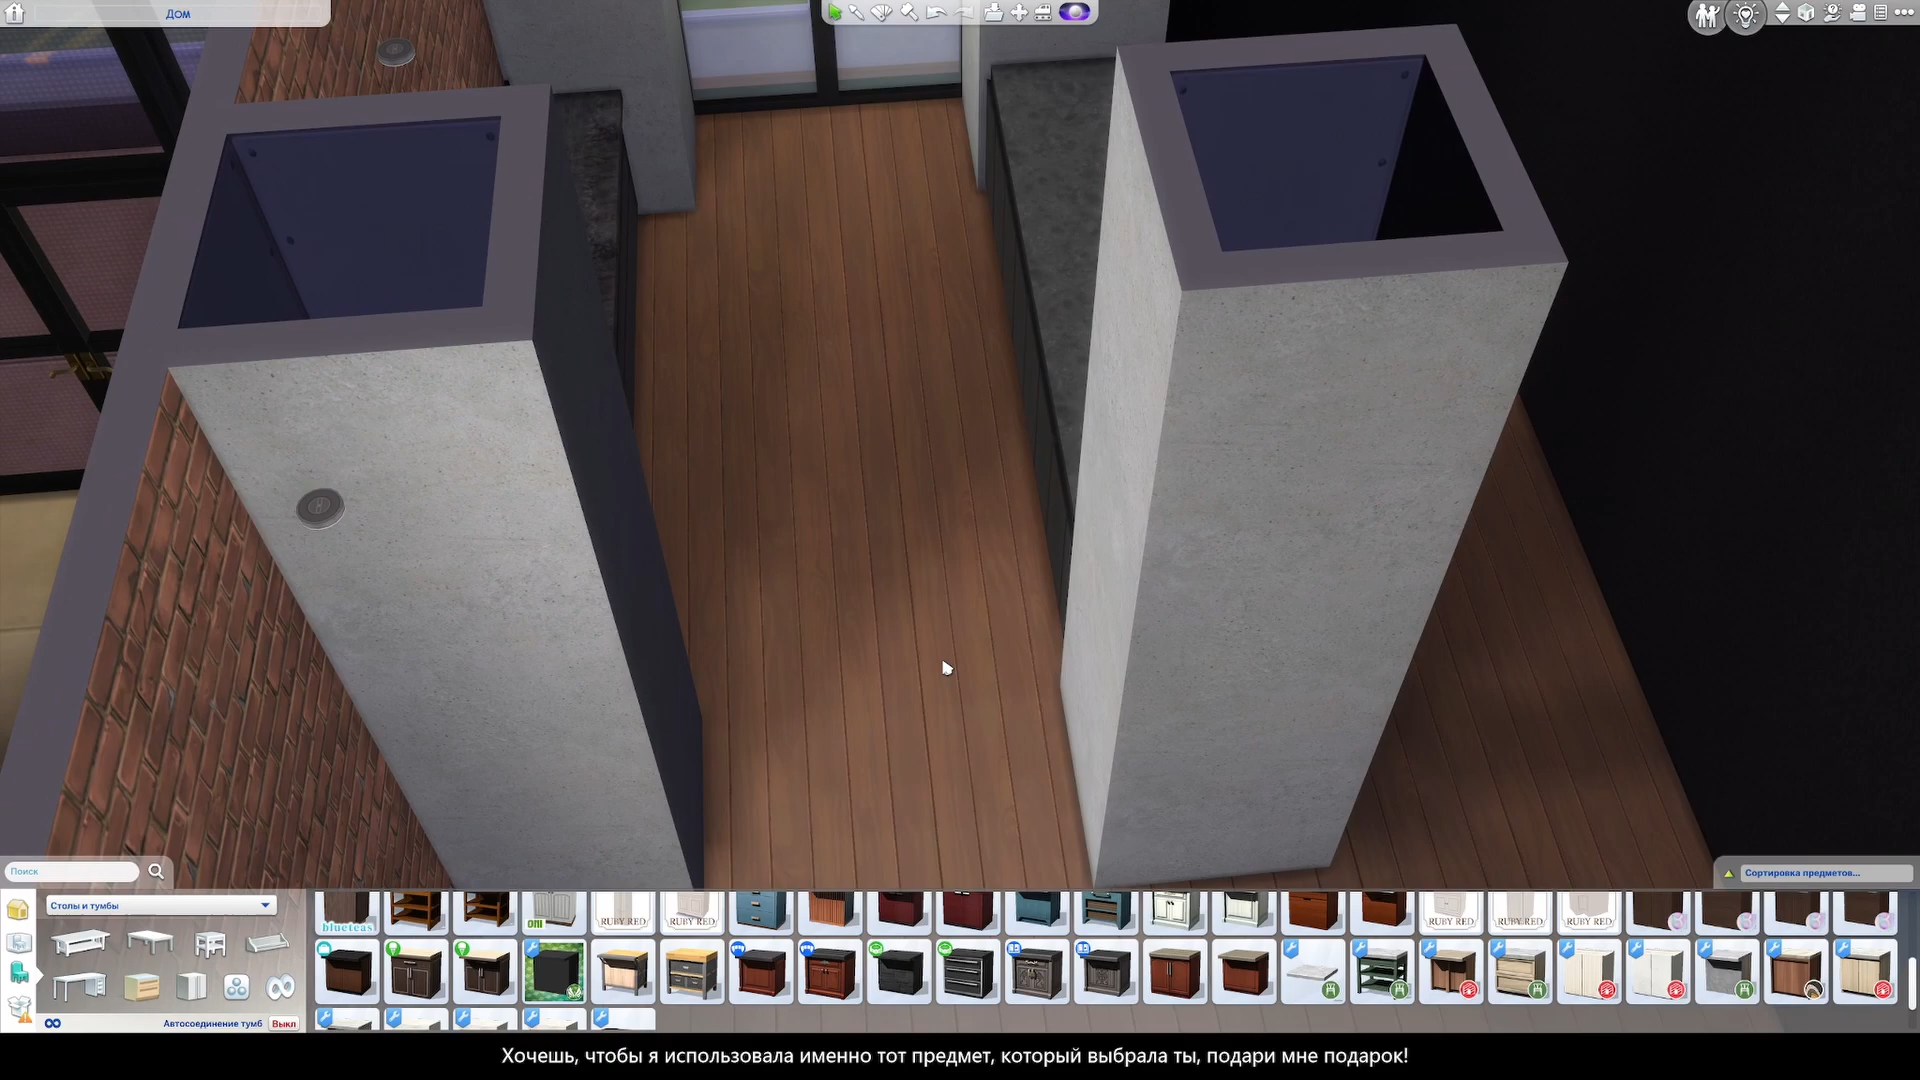 Дом
Поиск
Сортировка предметов...
Столы и тумбы
blueteas
ONI
RUBY RED
RUBY RED
RUBY RED
RUBY RED
RUBY RED
Автосоединение тумб Выкл
Хочешь, чтобы я использовала именно тот предмет, который выбрала ты, подари мне подарок!